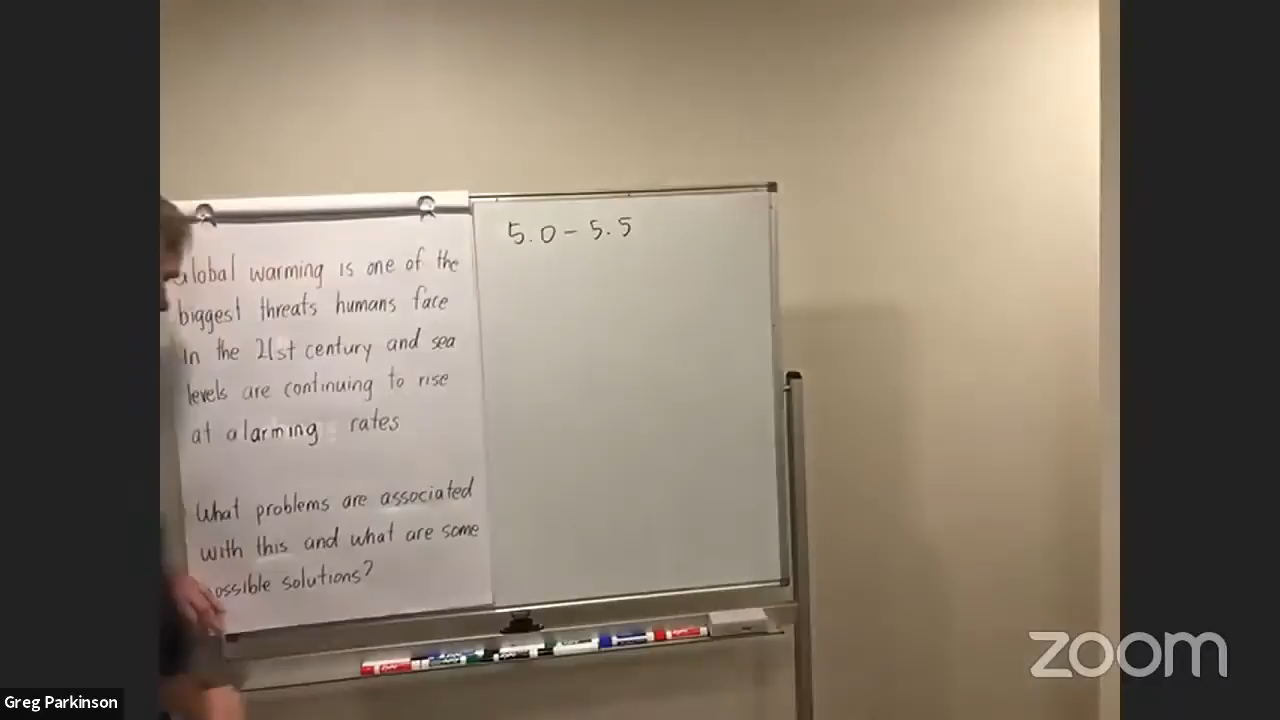 Global warming is one of the
biggest threats humans face
in the 21st century and sea
levels are continuing to rise
at alarming rates
What problems are associated
with this and what are some
possible solutions?
5.0 - 5.5
zoom
Greg Parkinson